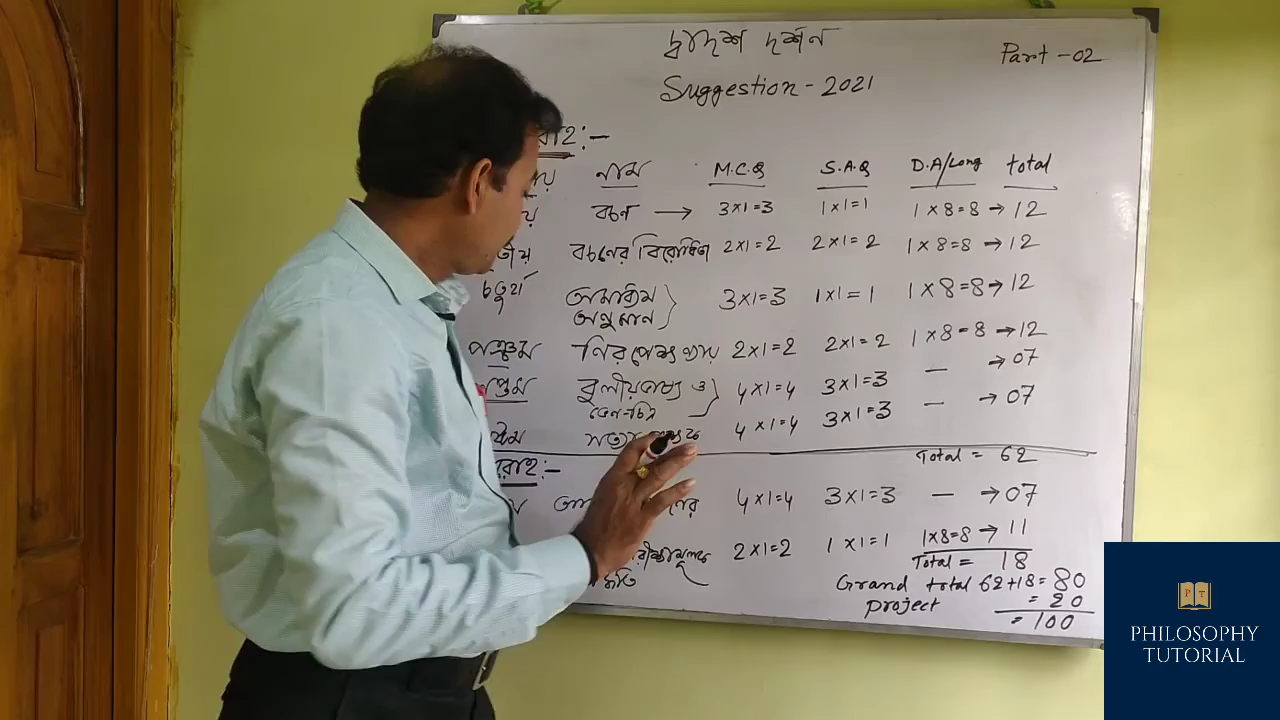 দ্বাদশ দর্শন
Part -02
Suggestion - 2021
রোহ:-
নাম M.C.Q S.A.Q D.A/Long total
বচন → 3x1=3 1x1=1 1x8=8 → 12
বচনের বিরোধিতা 2x1=2 2x1=2 1x8=8 → 12
চতুর্থ অমাধ্যম অনুমান } 3x1=3 1x1=1 1x8=8 → 12
পঞ্চম নিরপেক্ষ ন্যায় 2x1=2 2x1=2 1x8=8 → 12
বুলীয়ভাষ্য ও ভেনচিত্র } 4x1=4 3x1=3 — → 07
4x1=4 3x1=3 — → 07
Total = 62
রোহ:-
4x1=4 3x1=3 — → 07
2x1=2 1x1=1 1x8=8 → 11
Total = 18
Grand total 62+18= 80
project = 20
= 100
P T
PHILOSOPHY
TUTORIAL